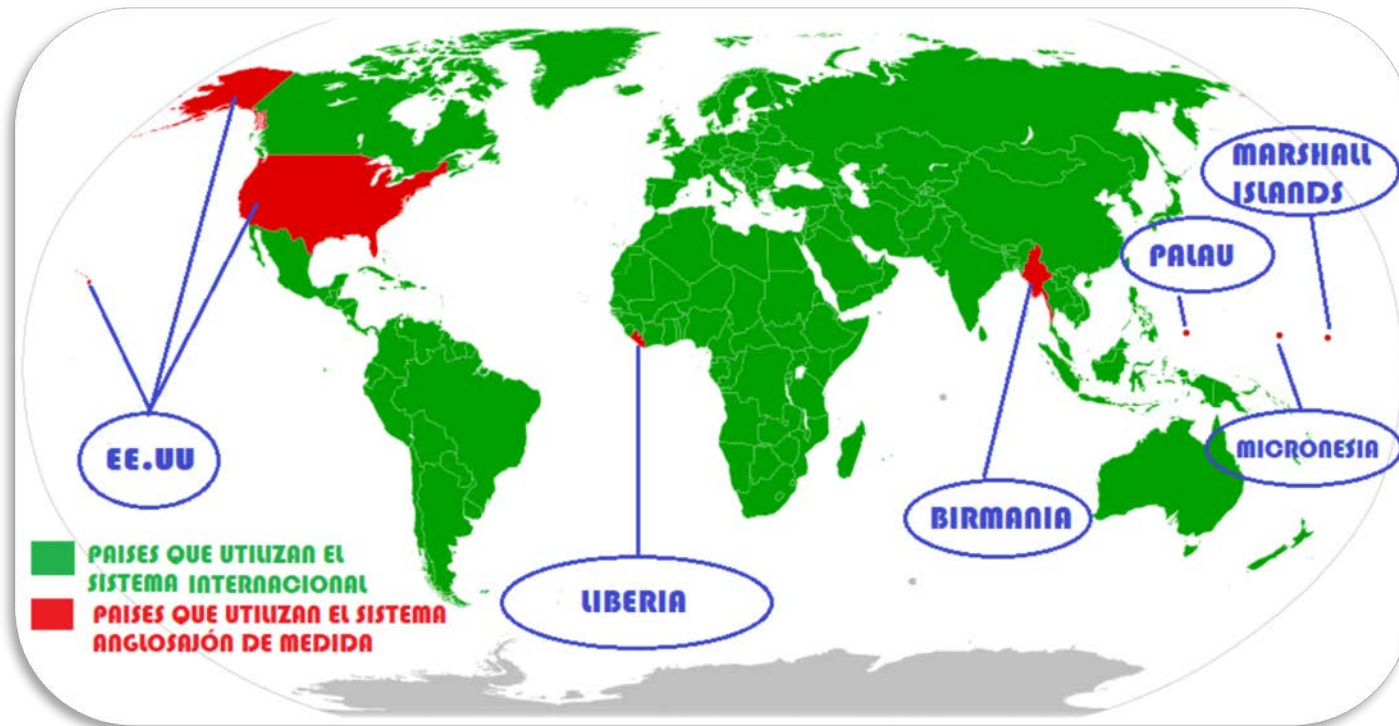 MARSHALL
ISLANDS
PALAU
MICRONESIA
EE.UU
BIRMANIA
LIBERIA
PAISES QUE UTILIZAN EL
SISTEMA INTERNACIONAL
PAISES QUE UTILIZAN EL SISTEMA
ANGLOSAJÓN DE MEDIDA